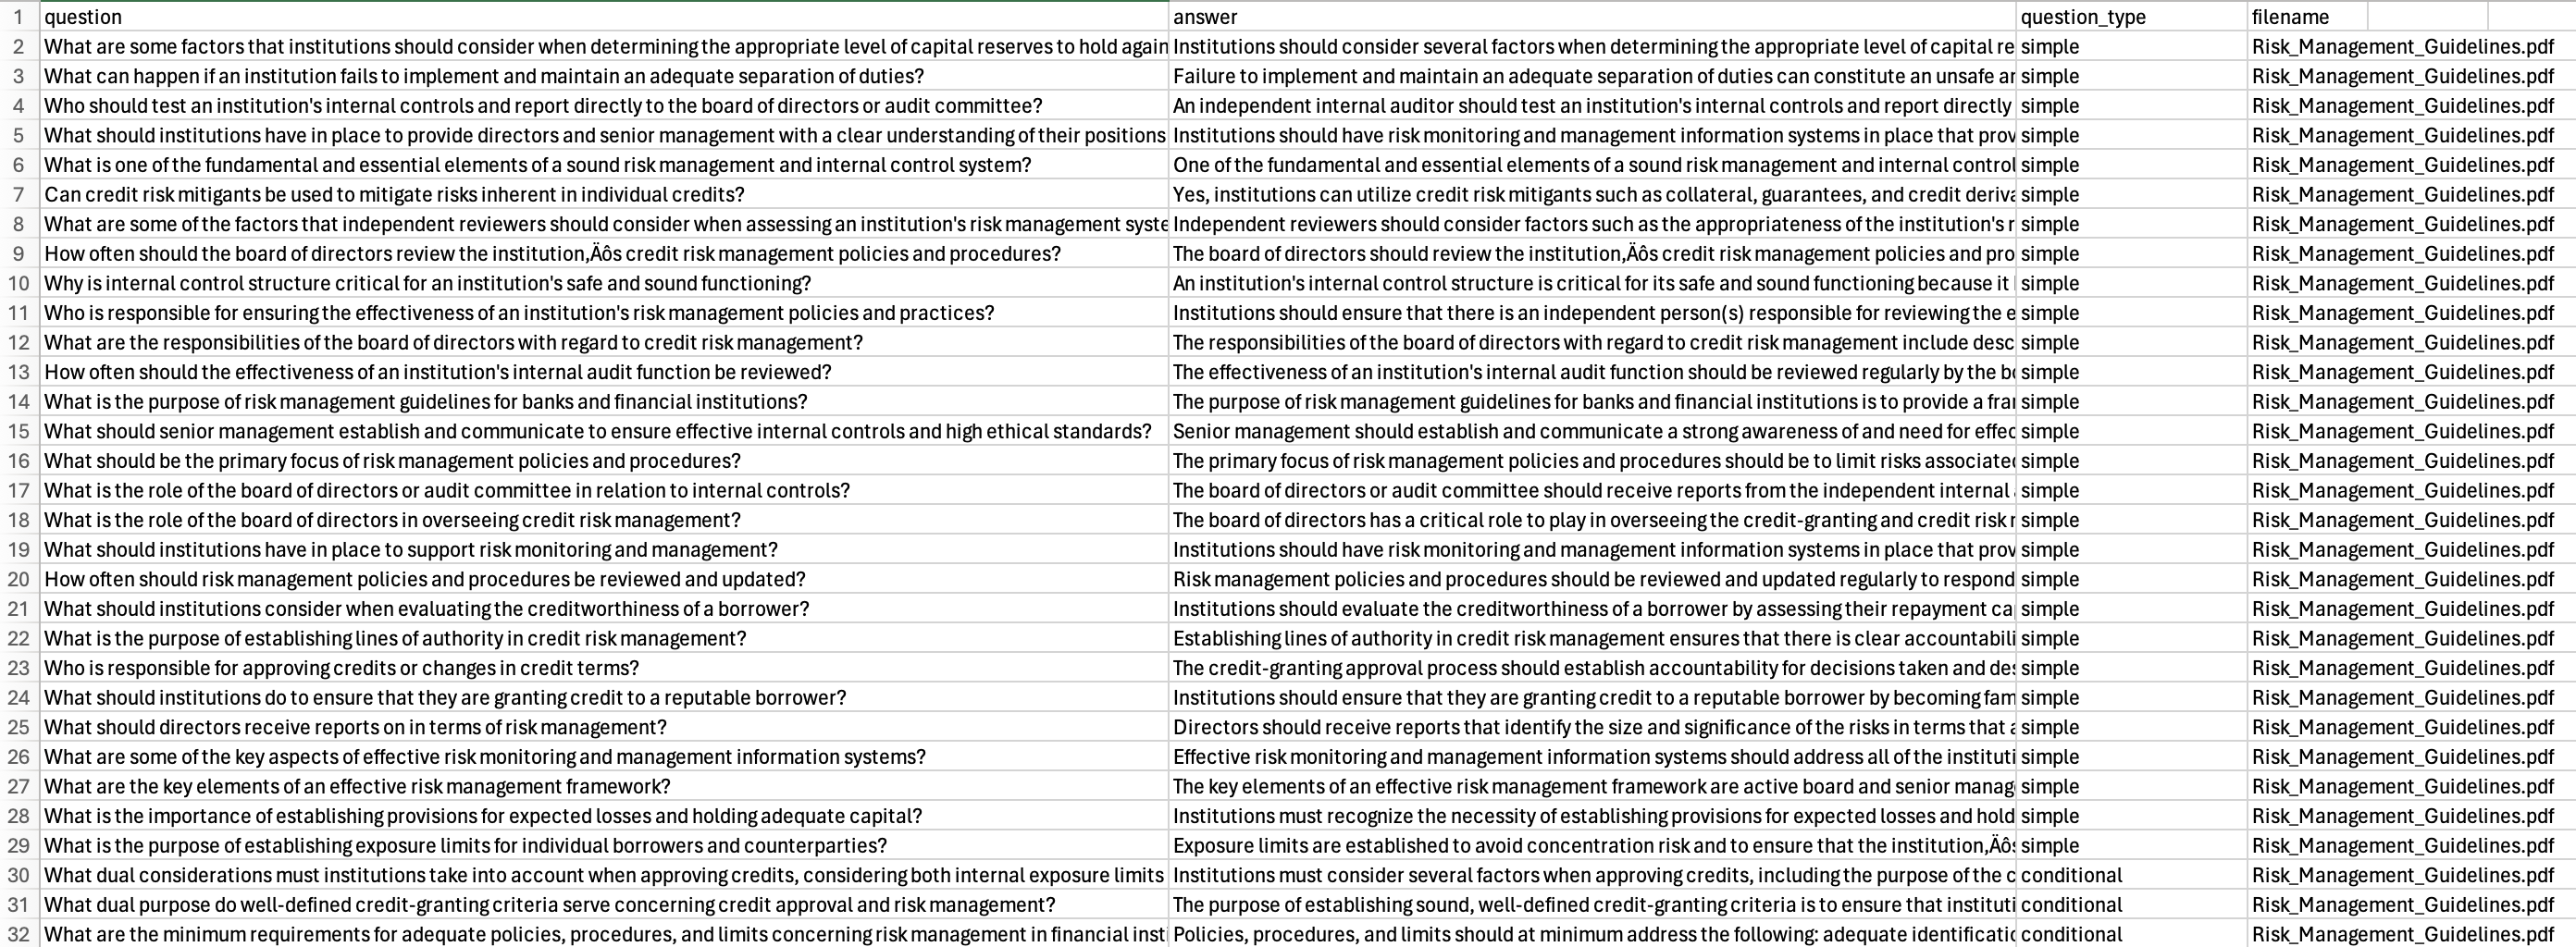 1 question answer question_type filename
2 What are some factors that institutions should consider when determining the appropriate level of capital reserves to hold again Institutions should consider several factors when determining the appropriate level of capital re simple Risk_Management_Guidelines.pdf
3 What can happen if an institution fails to implement and maintain an adequate separation of duties? Failure to implement and maintain an adequate separation of duties can constitute an unsafe ar simple Risk_Management_Guidelines.pdf
4 Who should test an institution's internal controls and report directly to the board of directors or audit committee? An independent internal auditor should test an institution's internal controls and report directly simple Risk_Management_Guidelines.pdf
5 What should institutions have in place to provide directors and senior management with a clear understanding of their positions Institutions should have risk monitoring and management information systems in place that prov simple Risk_Management_Guidelines.pdf
6 What is one of the fundamental and essential elements of a sound risk management and internal control system? One of the fundamental and essential elements of a sound risk management and internal control simple Risk_Management_Guidelines.pdf
7 Can credit risk mitigants be used to mitigate risks inherent in individual credits? Yes, institutions can utilize credit risk mitigants such as collateral, guarantees, and credit deriva simple Risk_Management_Guidelines.pdf
8 What are some of the factors that independent reviewers should consider when assessing an institution's risk management syste Independent reviewers should consider factors such as the appropriateness of the institution's r simple Risk_Management_Guidelines.pdf
9 How often should the board of directors review the institution‚Äôs credit risk management policies and procedures? The board of directors should review the institution‚Äôs credit risk management policies and pro simple Risk_Management_Guidelines.pdf
10 Why is internal control structure critical for an institution's safe and sound functioning? An institution's internal control structure is critical for its safe and sound functioning because it simple Risk_Management_Guidelines.pdf
11 Who is responsible for ensuring the effectiveness of an institution's risk management policies and practices? Institutions should ensure that there is an independent person(s) responsible for reviewing the e simple Risk_Management_Guidelines.pdf
12 What are the responsibilities of the board of directors with regard to credit risk management? The responsibilities of the board of directors with regard to credit risk management include desc simple Risk_Management_Guidelines.pdf
13 How often should the effectiveness of an institution's internal audit function be reviewed? The effectiveness of an institution's internal audit function should be reviewed regularly by the bo simple Risk_Management_Guidelines.pdf
14 What is the purpose of risk management guidelines for banks and financial institutions? The purpose of risk management guidelines for banks and financial institutions is to provide a fra simple Risk_Management_Guidelines.pdf
15 What should senior management establish and communicate to ensure effective internal controls and high ethical standards? Senior management should establish and communicate a strong awareness of and need for effec simple Risk_Management_Guidelines.pdf
16 What should be the primary focus of risk management policies and procedures? The primary focus of risk management policies and procedures should be to limit risks associated simple Risk_Management_Guidelines.pdf
17 What is the role of the board of directors or audit committee in relation to internal controls? The board of directors or audit committee should receive reports from the independent internal simple Risk_Management_Guidelines.pdf
18 What is the role of the board of directors in overseeing credit risk management? The board of directors has a critical role to play in overseeing the credit-granting and credit risk r simple Risk_Management_Guidelines.pdf
19 What should institutions have in place to support risk monitoring and management? Institutions should have risk monitoring and management information systems in place that prov simple Risk_Management_Guidelines.pdf
20 How often should risk management policies and procedures be reviewed and updated? Risk management policies and procedures should be reviewed and updated regularly to respond simple Risk_Management_Guidelines.pdf
21 What should institutions consider when evaluating the creditworthiness of a borrower? Institutions should evaluate the creditworthiness of a borrower by assessing their repayment ca simple Risk_Management_Guidelines.pdf
22 What is the purpose of establishing lines of authority in credit risk management? Establishing lines of authority in credit risk management ensures that there is clear accountabili simple Risk_Management_Guidelines.pdf
23 Who is responsible for approving credits or changes in credit terms? The credit-granting approval process should establish accountability for decisions taken and des simple Risk_Management_Guidelines.pdf
24 What should institutions do to ensure that they are granting credit to a reputable borrower? Institutions should ensure that they are granting credit to a reputable borrower by becoming fam simple Risk_Management_Guidelines.pdf
25 What should directors receive reports on in terms of risk management? Directors should receive reports that identify the size and significance of the risks in terms that a simple Risk_Management_Guidelines.pdf
26 What are some of the key aspects of effective risk monitoring and management information systems? Effective risk monitoring and management information systems should address all of the instituti simple Risk_Management_Guidelines.pdf
27 What are the key elements of an effective risk management framework? The key elements of an effective risk management framework are active board and senior manag simple Risk_Management_Guidelines.pdf
28 What is the importance of establishing provisions for expected losses and holding adequate capital? Institutions must recognize the necessity of establishing provisions for expected losses and hold simple Risk_Management_Guidelines.pdf
29 What is the purpose of establishing exposure limits for individual borrowers and counterparties? Exposure limits are established to avoid concentration risk and to ensure that the institution‚Äôs simple Risk_Management_Guidelines.pdf
30 What dual considerations must institutions take into account when approving credits, considering both internal exposure limits Institutions must consider several factors when approving credits, including the purpose of the c conditional Risk_Management_Guidelines.pdf
31 What dual purpose do well-defined credit-granting criteria serve concerning credit approval and risk management? The purpose of establishing sound, well-defined credit-granting criteria is to ensure that instituti conditional Risk_Management_Guidelines.pdf
32 What are the minimum requirements for adequate policies, procedures, and limits concerning risk management in financial inst Policies, procedures, and limits should at minimum address the following: adequate identificatic conditional Risk_Management_Guidelines.pdf